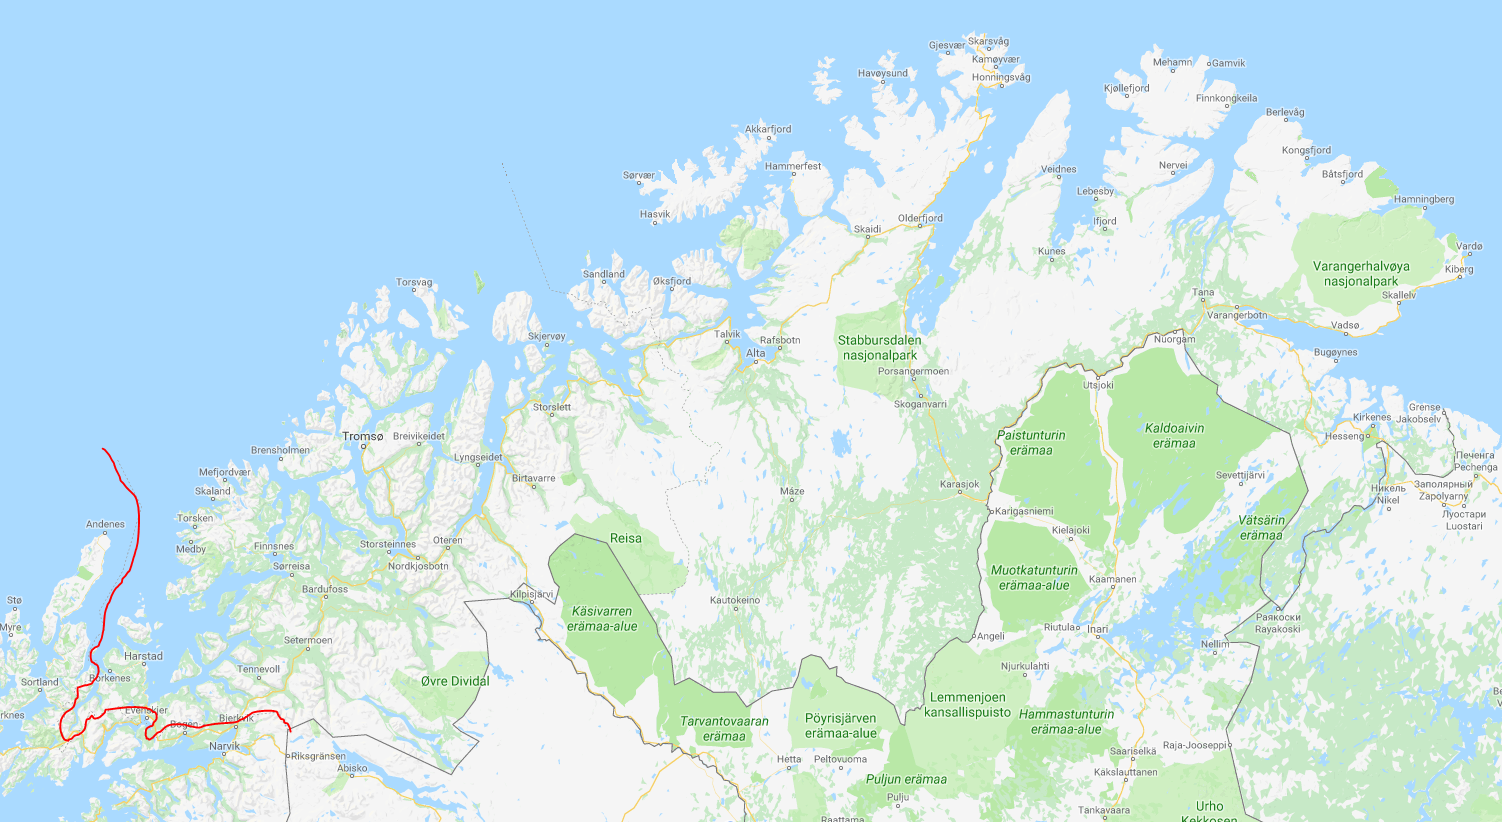 Skarsvåg
Gjesvær
Kamøyvær
Honningsvåg
Havøysund
Mehamn
Gamvik
Kjøllefjord
Finnkongkeila
Berlevåg
Akkarfjord
Kongsfjord
Hammerfest
Nervei
Veidnes
Båtsfjord
Sørvær
Lebesby
Hamningberg
Hasvik
Olderfjord
Ifjord
Skaidi
Kunes
Vardø
Varangerhalvøya
nasjonalpark
Kiberg
Sandland
Øksfjord
Torsvag
Tana
Skallelv
Varangerbotn
Vadsø
Skjervøy
Talvik
Rafsbotn
Stabbursdalen
nasjonalpark
Nuorgam
Alta
Bugøynes
Porsangermoen
Utsjoki
Skoganvarri
Storslett
Grense
Jakobselv
Kirkenes
Tromsø
Breivikeidet
Paistunturin
erämaa
Kaldoaivin
erämaa
Hesseng
Brensholmen
Lyngseidet
Печенга
Pechenga
Mefjordvær
Birtavarre
Sevettijärvi
Karasjok
Máze
Никель
Nikel
Заполярный
Zapolyarny
Skaland
Karigasniemi
Луостари
Luostari
Torsken
Andenes
Vätsärin
erämaa
Kielajoki
Reisa
Oteren
Storsteinnes
Medby
Finnsnes
Nordkjosbotn
Sørreisa
Muotkatunturin
erämaa-alue
Kaamanen
Bardufoss
Kilpisjärvi
Stø
Kautokeino
Käsivarren
erämaa-alue
Раякоски
Rayakoski
Myre
Riutula
Inari
Angeli
Setermoen
Nellim
Harstad
Njurkulahti
Tennevoll
Borkenes
Sortland
Øvre Dividal
Lemmenjoen
kansallispuisto
Evenskjer
Bogen
Bjerkvik
Tarvantovaaran
erämaa
Pöyrisjärven
erämaa-alue
Hammastunturin
erämaa-alue
Narvik
Raja-Jooseppi
Saariselkä
Riksgränsen
Hetta
Peltovuoma
Abisko
Kakslauttanen
Puljun erämaa
Pulju
Urho
Kekkosen
Tankavaara
Raattama